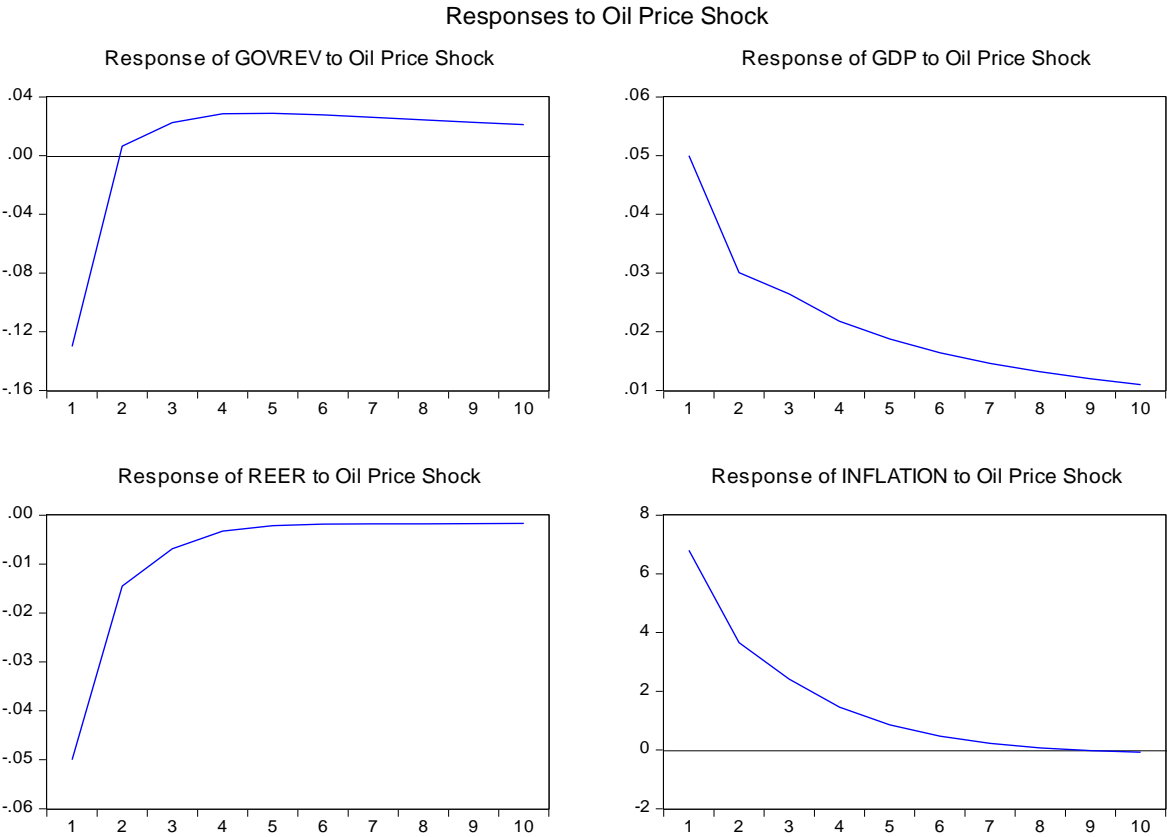 Responses to Oil Price Shock
Response of GOVREV to Oil Price Shock
.04
.00
-.04
-.08
-.12
-.16
1 2 3 4 5 6 7 8 9 10
Response of GDP to Oil Price Shock
.06
.05
.04
.03
.02
.01
1 2 3 4 5 6 7 8 9 10
Response of REER to Oil Price Shock
.00
-.01
-.02
-.03
-.04
-.05
-.06
1 2 3 4 5 6 7 8 9 10
Response of INFLATION to Oil Price Shock
8
6
4
2
0
-2
1 2 3 4 5 6 7 8 9 10